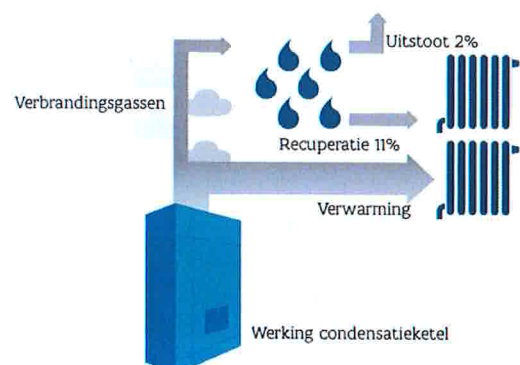 Uitstoot 2%
Verbrandingsgassen
Recuperatie 11%
Verwarming
Werking condensatieketel